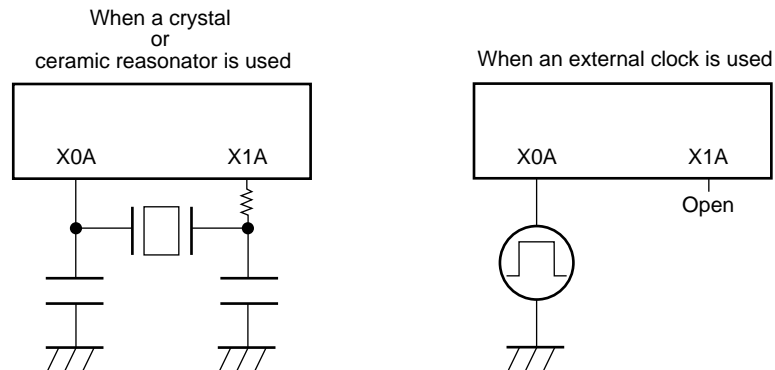 When a crystal
or
ceramic reasonator is used
X0A
X1A
When an external clock is used
X0A
X1A
Open